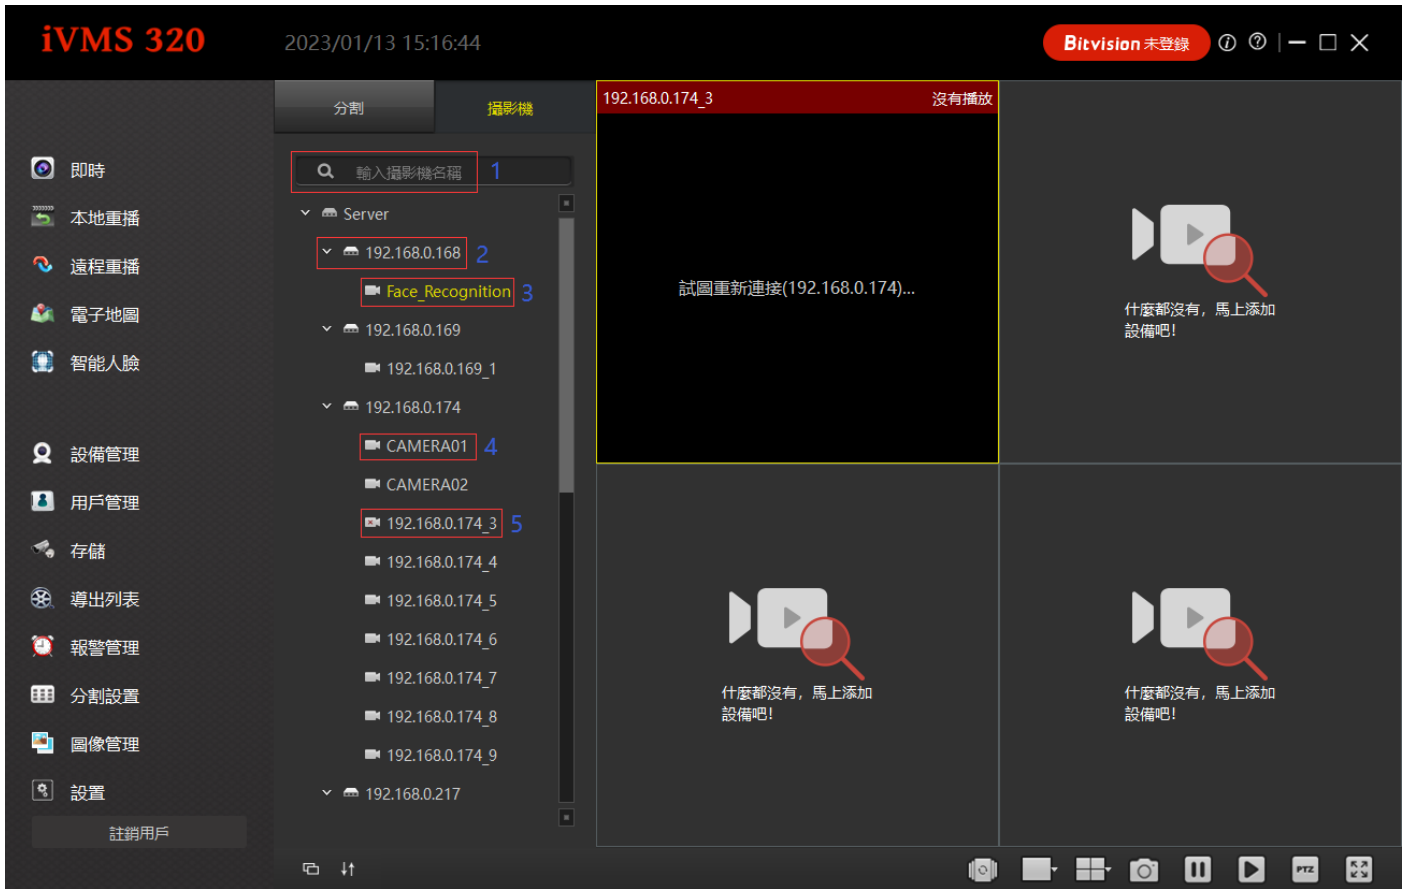 iVMS 320
2023/01/13 15:16:44
Bitvision 未登錄
即時
本地重播
遠程重播
電子地圖
智能人臉
設備管理
用戶管理
存儲
導出列表
報警管理
分割設置
圖像管理
設置
註銷用戶
分割
攝影機
輸入攝影機名稱
1
Server
192.168.0.168
2
Face_Recognition
3
192.168.0.169
192.168.0.169_1
192.168.0.174
CAMERA01
4
CAMERA02
192.168.0.174_3
5
192.168.0.174_4
192.168.0.174_5
192.168.0.174_6
192.168.0.174_7
192.168.0.174_8
192.168.0.174_9
192.168.0.217
192.168.0.174_3
沒有播放
試圖重新連接(192.168.0.174)...
什麼都沒有，馬上添加
設備吧!
什麼都沒有，馬上添加
設備吧!
什麼都沒有，馬上添加
設備吧!
PTZ